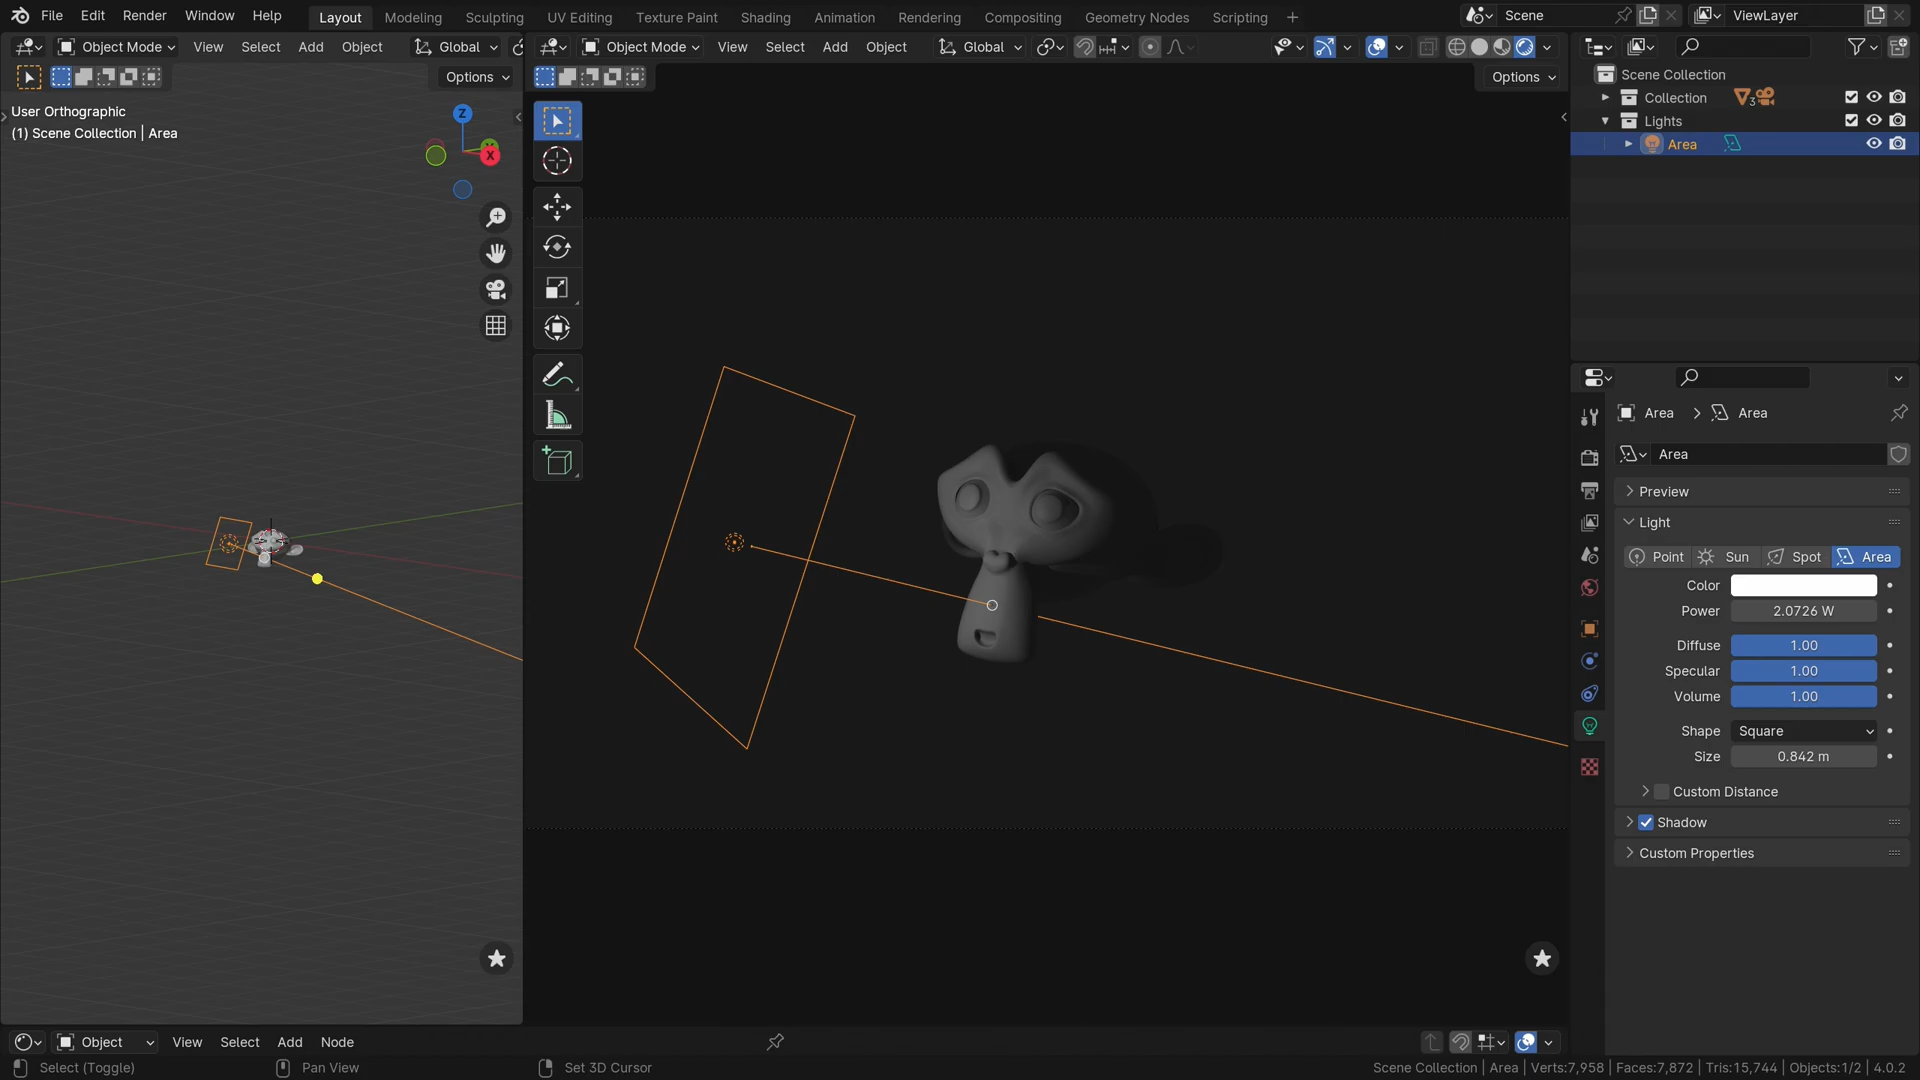 File Edit Render Window Help Layout Modeling Sculpting UV Editing Texture Paint Shading Animation Rendering Compositing Geometry Nodes Scripting Scene ViewLayer
Object Mode View Select Add Object Global
Object Mode View Select Add Object Global
Options
Options
User Orthographic
(1) Scene Collection | Area
Z
X
Scene Collection
Collection 3
Lights
Area
Area > Area
Area
Preview
Light
Point Sun Spot Area
Color
Power 2.0726 W
Diffuse 1.00
Specular 1.00
Volume 1.00
Shape Square
Size 0.842 m
Custom Distance
Shadow
Custom Properties
Object View Select Add Node
Select (Toggle) Pan View Set 3D Cursor Scene Collection | Area | Verts:7,958 | Faces:7,872 | Tris:15,744 | Objects:1/2 | 4.0.2